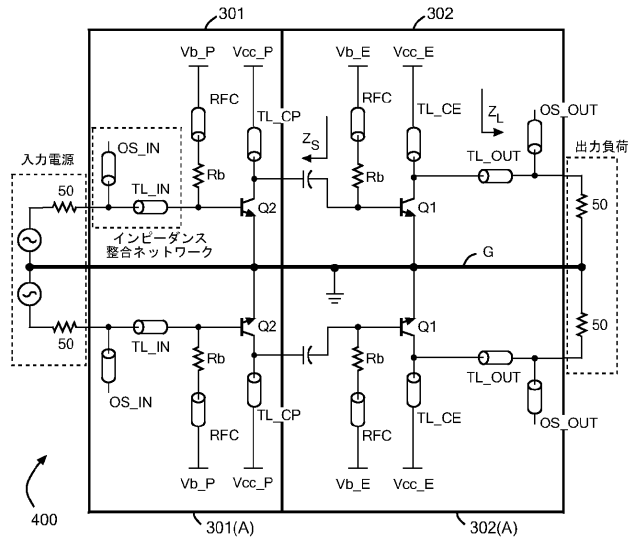 301
302
Vb_P
Vcc_P
Vb_E
Vcc_E
RFC
TL_CP
RFC
TL_CE
ZL
OS_OUT
ZS
OS_IN
TL_OUT
入力電源
出力負荷
Rb
Rb
50
TL_IN
Q2
Q1
50
インピーダンス
整合ネットワーク
G
Q2
Q1
50
50
TL_IN
Rb
Rb
TL_OUT
OS_IN
TL_CP
TL_CE
RFC
RFC
OS_OUT
Vb_P
Vcc_P
Vb_E
Vcc_E
400
301(A)
302(A)